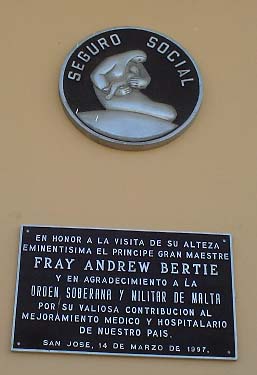 SEGURO SOCIAL
EN HONOR A LA VISITA DE SU ALTEZA
EMINENTISIMA EL PRINCIPE GRAN MAESTRE
FRAY ANDREW BERTIE
Y EN AGRADECIMIENTO A LA
ORDEN SOBERANA Y MILITAR DE MALTA
POR SU VALIOSA CONTRIBUCION AL
MEJORAMIENTO MEDICO Y HOSPITALARIO
DE NUESTRO PAIS.
SAN JOSE, 14 DE MARZO DE 1997.